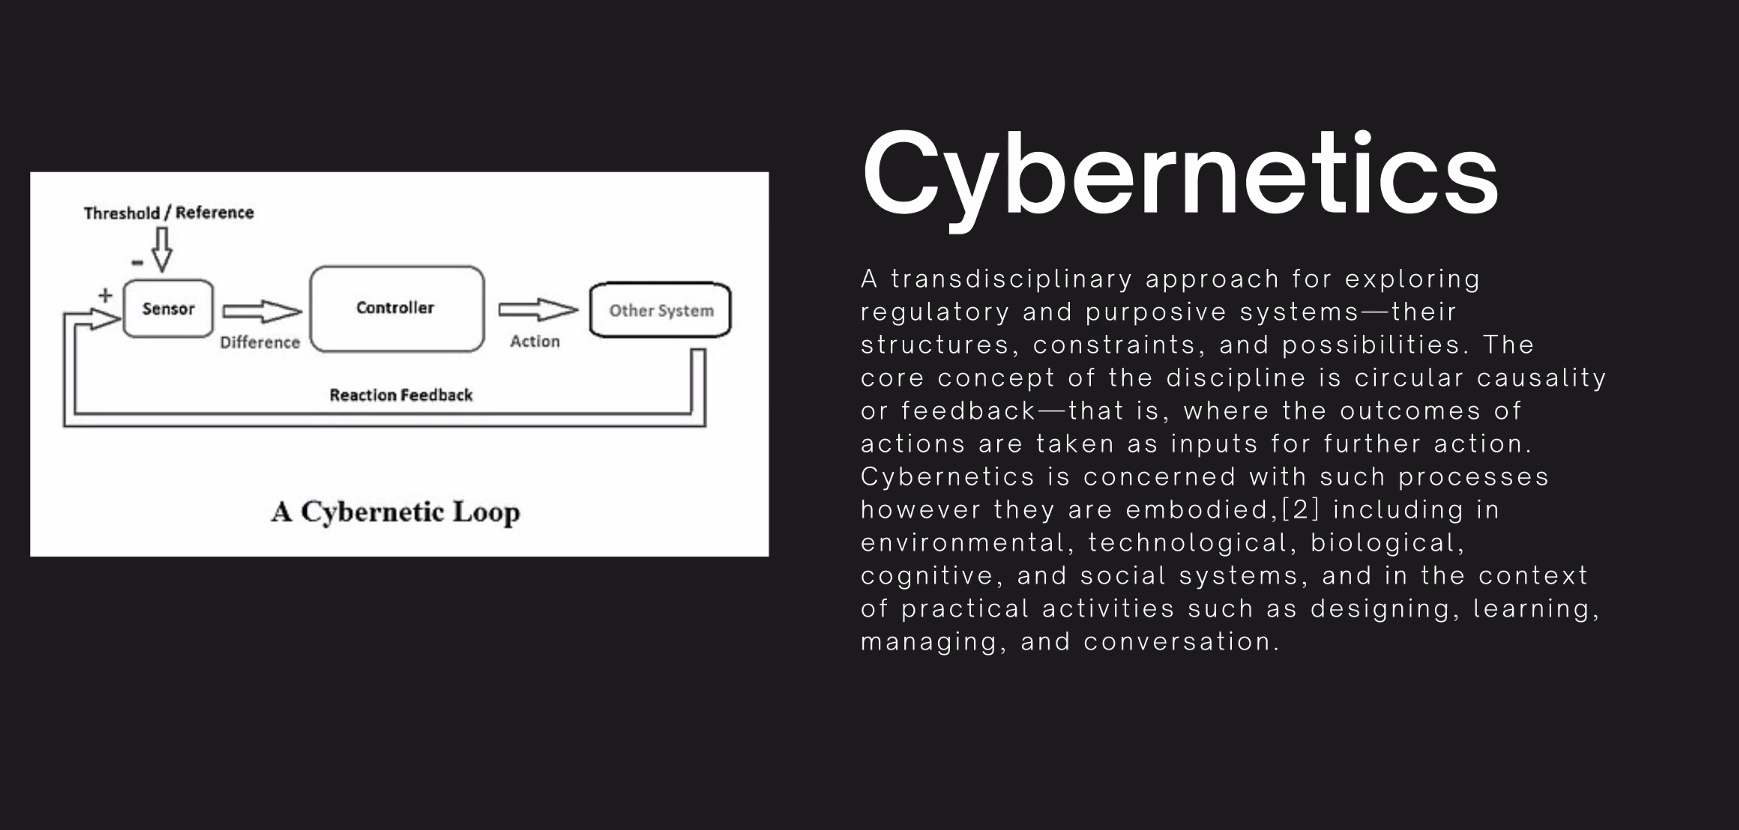 Threshold / Reference
-
+
Sensor
Controller
Other System
Difference
Action
Reaction Feedback
A Cybernetic Loop
Cybernetics
A transdisciplinary approach for exploring
regulatory and purposive systems—their
structures, constraints, and possibilities. The
core concept of the discipline is circular causality
or feedback—that is, where the outcomes of
actions are taken as inputs for further action.
Cybernetics is concerned with such processes
however they are embodied,[2] including in
environmental, technological, biological,
cognitive, and social systems, and in the context
of practical activities such as designing, learning,
managing, and conversation.